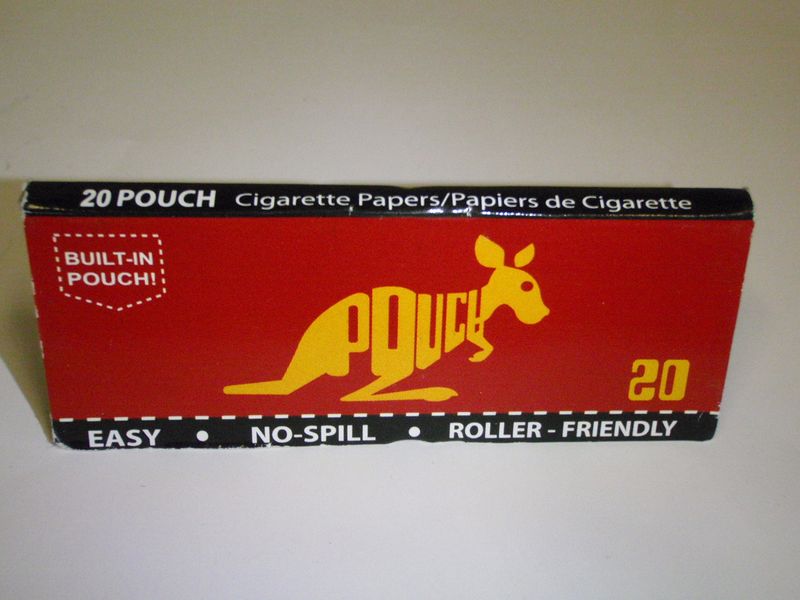 20 POUCH Cigarette Papers/Papiers de Cigarette
BUILT-IN
POUCH!
POUCH
20
EASY • NO-SPILL • ROLLER - FRIENDLY